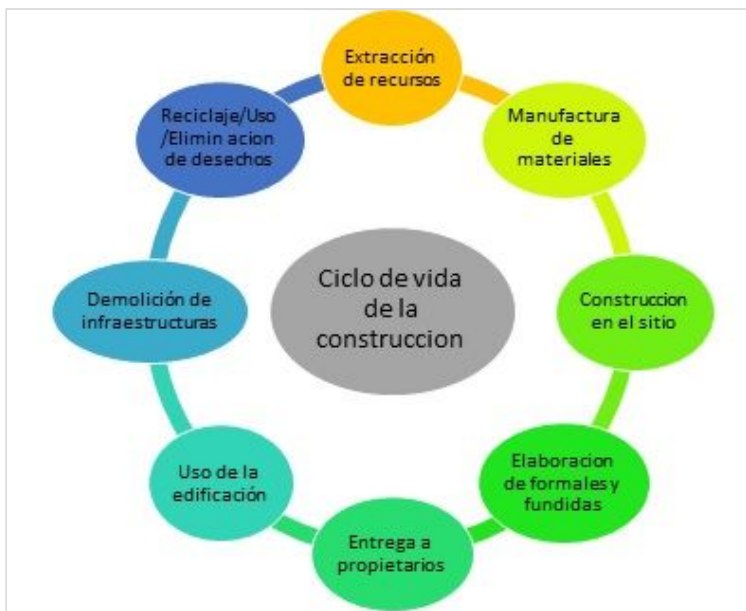 Extracción
de recursos
Manufactura
de
materiales
Construccion
en el sitio
Elaboracion
de formales y
fundidas
Entrega a
propietarios
Uso de la
edificación
Demolición de
infraestructuras
Reciclaje/Uso
/Elimin acion
de desechos
Ciclo de vida
de la
construccion